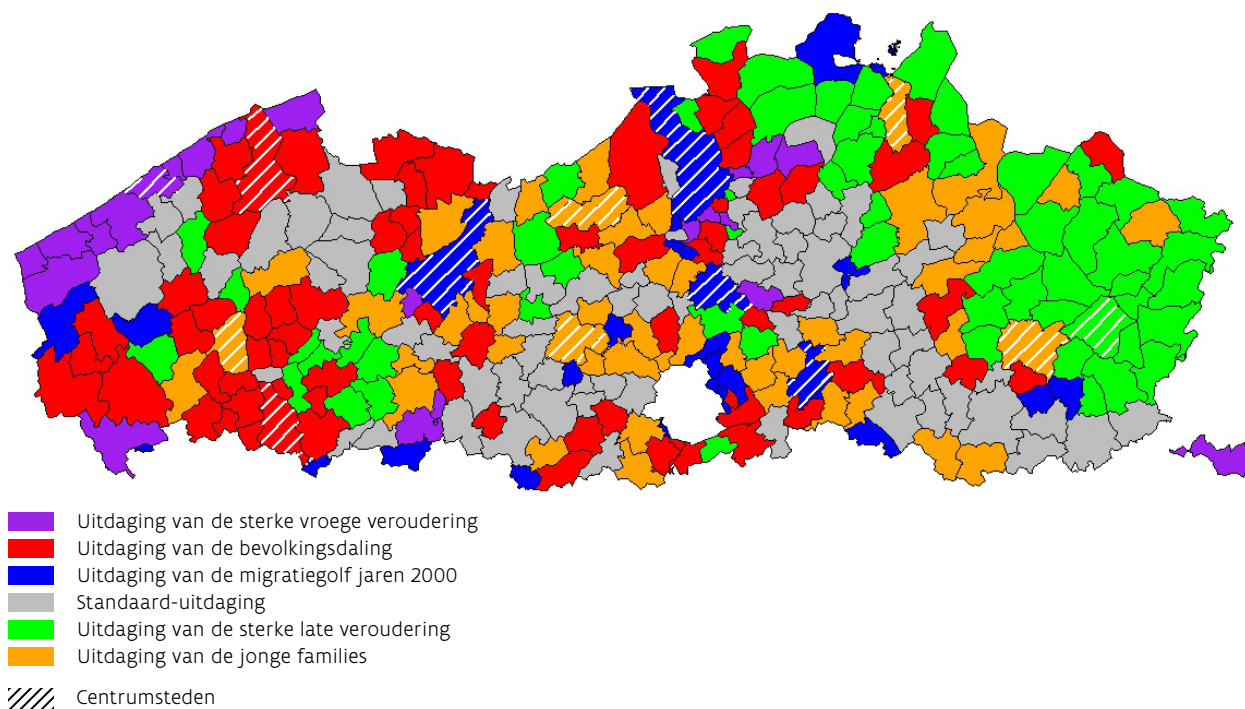 Uitdaging van de sterke vroege veroudering
Uitdaging van de bevolkingsdaling
Uitdaging van de migratiegolf jaren 2000
Standaard-uitdaging
Uitdaging van de sterke late veroudering
Uitdaging van de jonge families
Centrumsteden